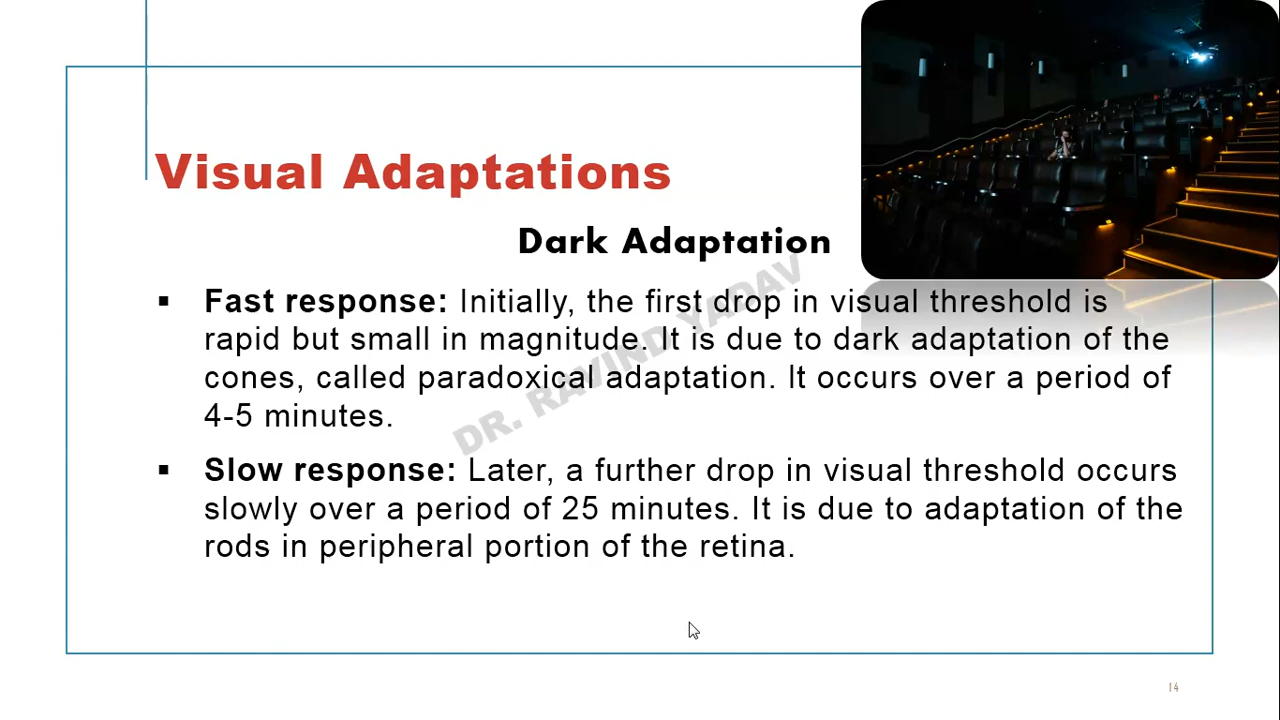 Visual Adaptations
Dark Adaptation
▪ Fast response: Initially, the first drop in visual threshold is
rapid but small in magnitude. It is due to dark adaptation of the
cones, called paradoxical adaptation. It occurs over a period of
4-5 minutes.
▪ Slow response: Later, a further drop in visual threshold occurs
slowly over a period of 25 minutes. It is due to adaptation of the
rods in peripheral portion of the retina.
DR. RAVIND YADAV
14